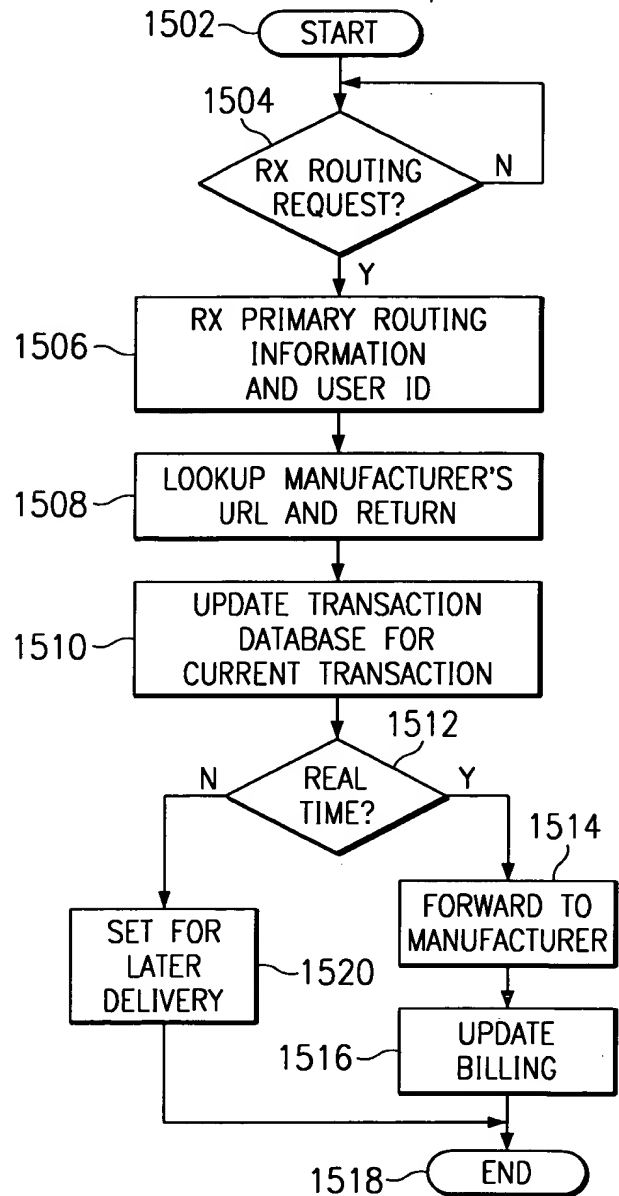 1502
START
1504
RX ROUTING
REQUEST?
N
Y
1506
RX PRIMARY ROUTING
INFORMATION
AND USER ID
1508
LOOKUP MANUFACTURER'S
URL AND RETURN
1510
UPDATE TRANSACTION
DATABASE FOR
CURRENT TRANSACTION
1512
N
REAL
TIME?
Y
1514
FORWARD TO
MANUFACTURER
SET FOR
LATER
DELIVERY
1520
1516
UPDATE
BILLING
1518
END